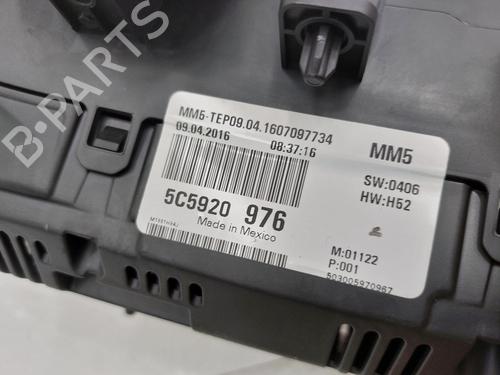 MM5-TEP09.04.1607097734
09.04.2016 08:37:16
MM5
SW:0406
HW:H52
5C5920 976
Made in Mexico
M:01122
P:001
503005970967